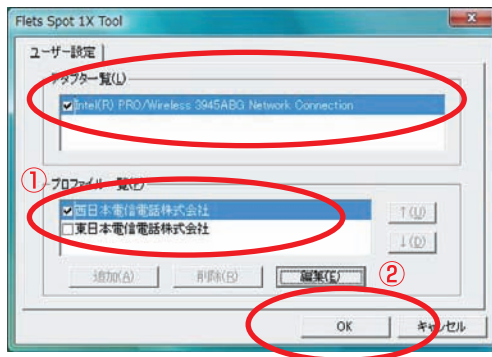 Flets Spot 1X Tool
ユーザー設定
アダプター覧(L)
Intel(R) PRO/Wireless 3945ABG Network Connection
①
プロファイル一覧(P)
西日本電信電話株式会社
東日本電信電話株式会社
↑(U)
↓(D)
追加(A) 削除(R) 編集(E)
②
OK キャンセル